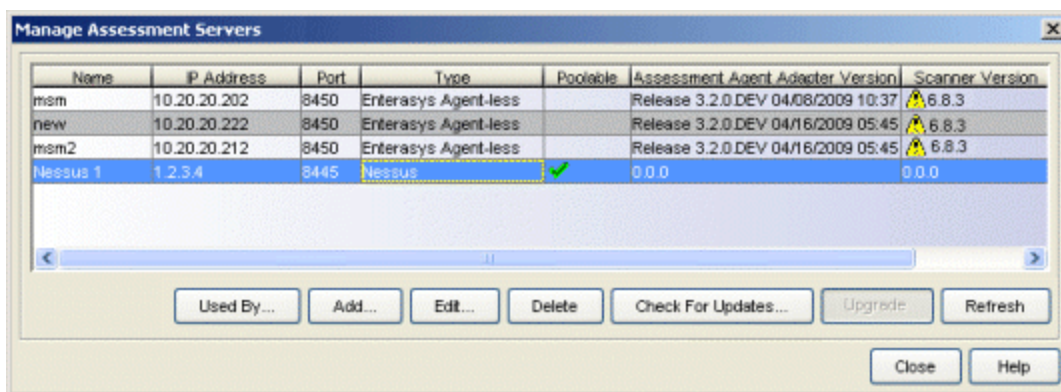 Manage Assessment Servers
Name IP Address Port Type Poolable Assessment Agent Adapter Version Scanner Version
msm 10.20.20.202 8450 Enterasys Agent-less Release 3.2.0.DEV 04/08/2009 10:37 6.8.3
new 10.20.20.222 8450 Enterasys Agent-less Release 3.2.0.DEV 04/16/2009 05:45 6.8.3
msm2 10.20.20.212 8450 Enterasys Agent-less Release 3.2.0.DEV 04/16/2009 05:45 6.8.3
Nessus 1 1.2.3.4 8445 Nessus 0.0.0 0.0.0
Used By... Add... Edit... Delete Check For Updates... Upgrade Refresh
Close Help